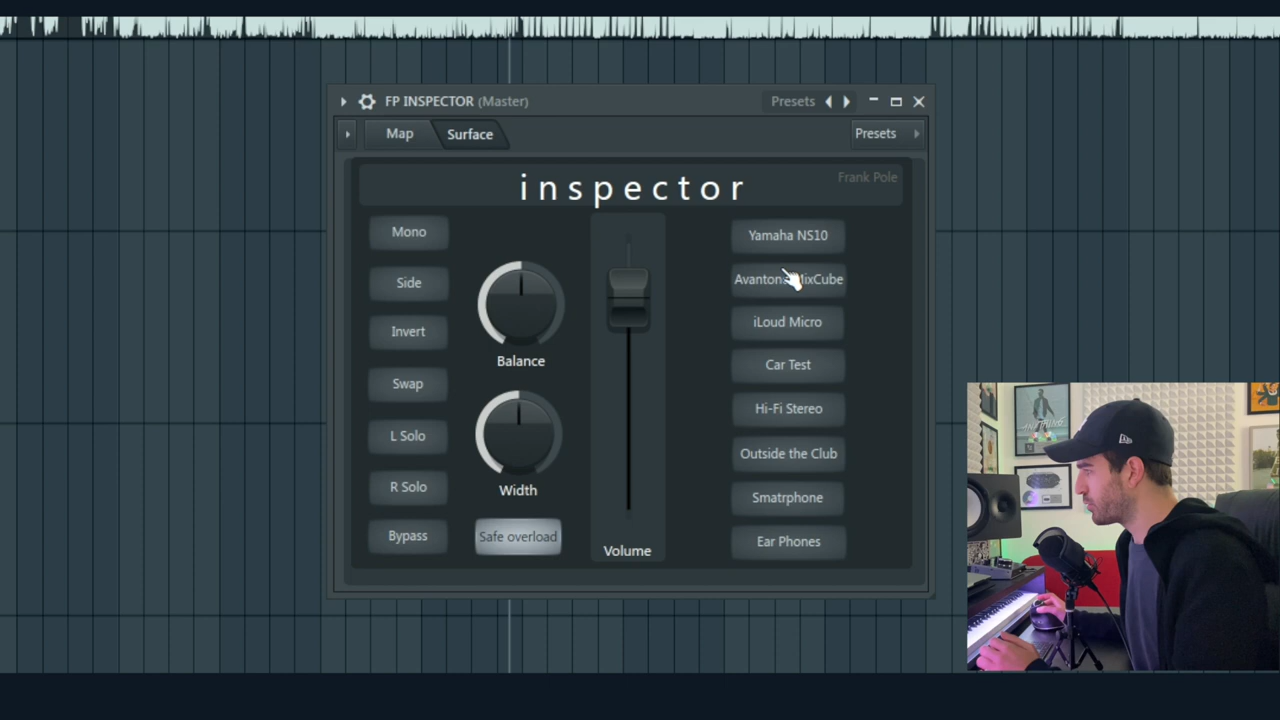 FP INSPECTOR (Master)
Presets
Map
Surface
Presets
inspector
Frank Pole
Mono
Side
Invert
Swap
L Solo
R Solo
Bypass
Balance
Width
Safe overload
Volume
Yamaha NS10
iLoud Micro
Car Test
Hi-Fi Stereo
Outside the Club
Smatrphone
Ear Phones